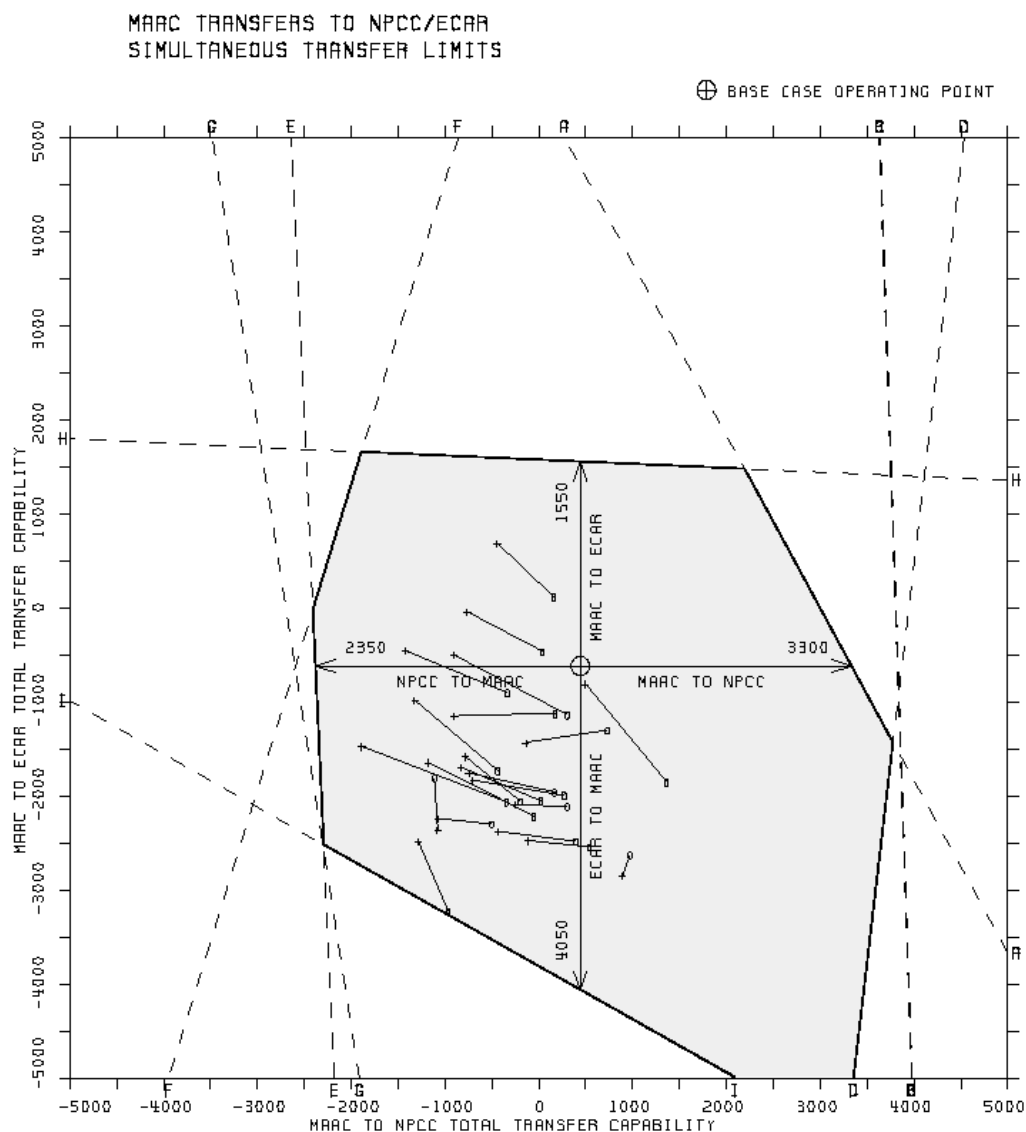 MAAC TRANSFERS TO NPCC/ECAR
SIMULTANEOUS TRANSFER LIMITS
BASE CASE OPERATING POINT
G E F A B D
5000
4000
3000
2000
1000
0
-1000
-2000
-3000
-4000
-5000
MAAC TO ECAR TOTAL TRANSFER CAPABILITY
H
H
I
A
1550
MAAC TO ECAR
2350
3300
NPCC TO MAAC
MAAC TO NPCC
ECAR TO MAAC
4050
F E G I D B
-5000 -4000 -3000 -2000 -1000 0 1000 2000 3000 4000 5000
MAAC TO NPCC TOTAL TRANSFER CAPABILITY